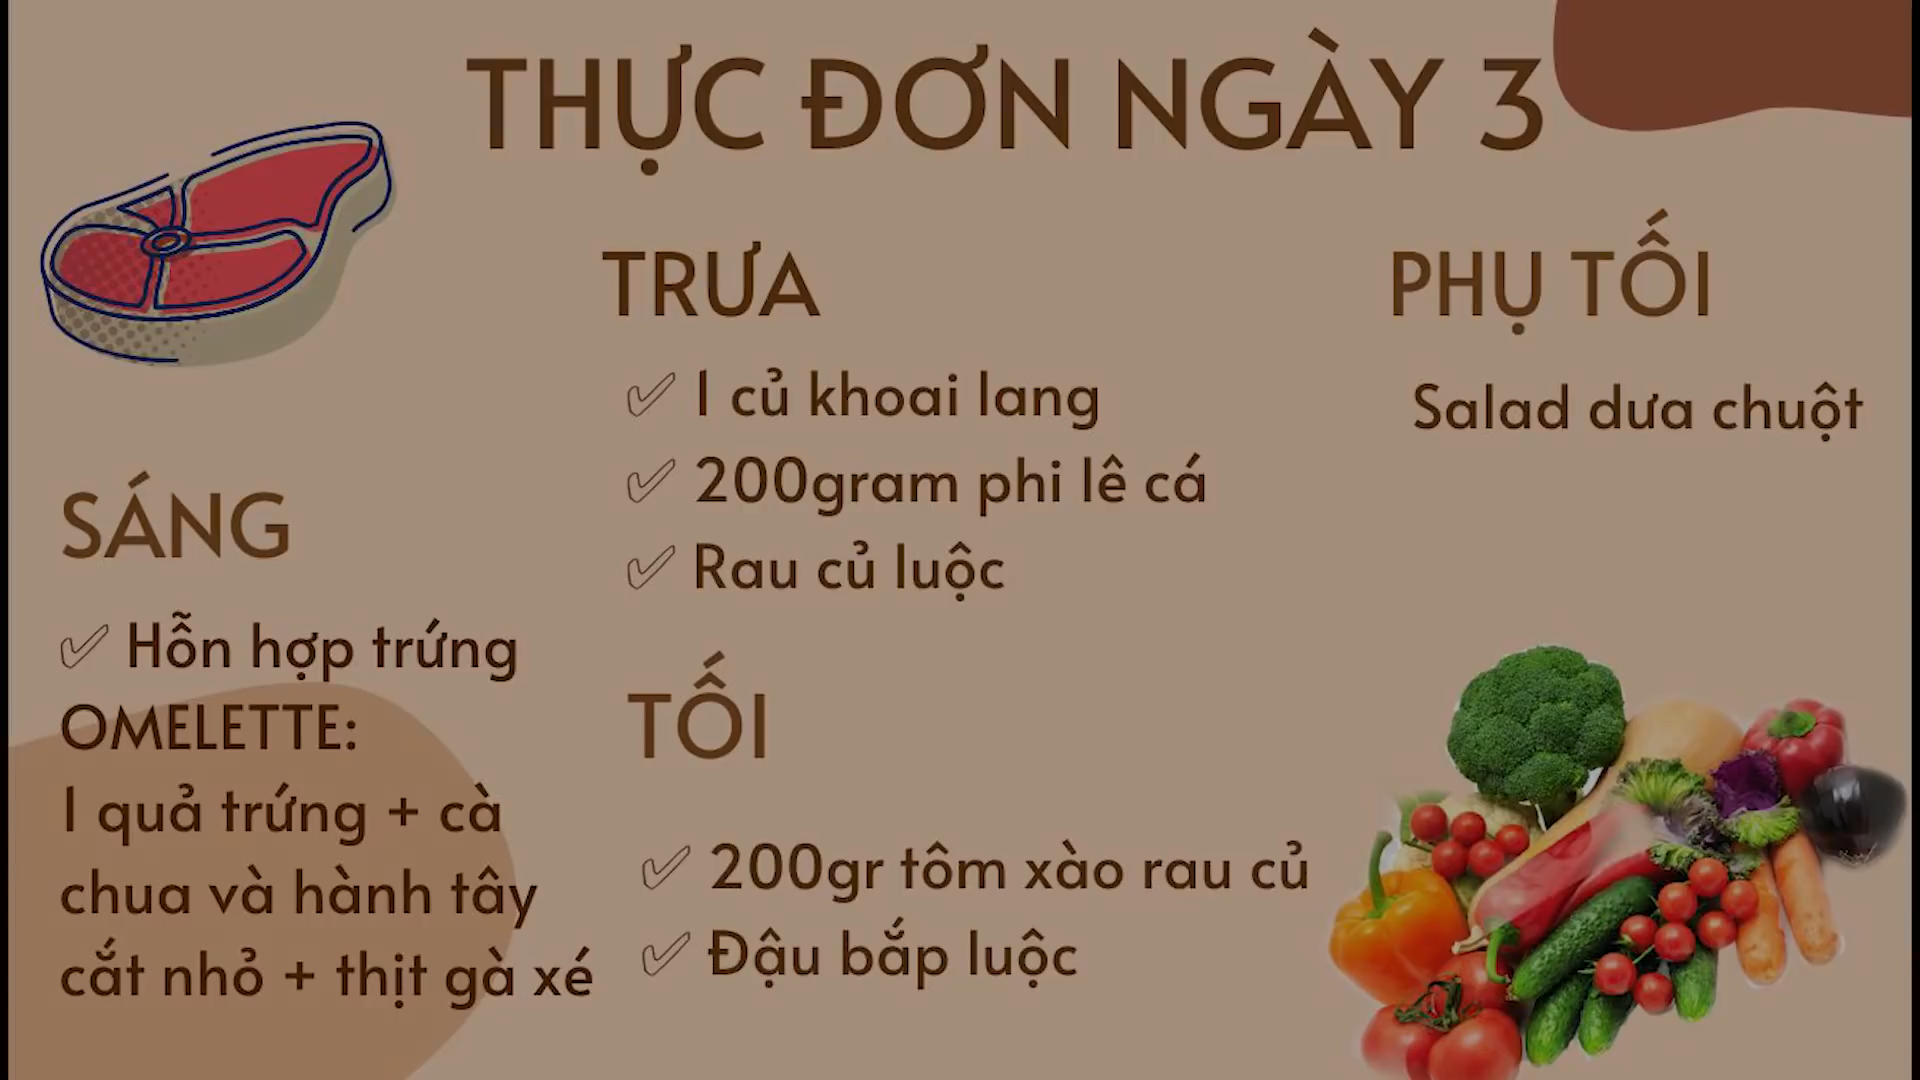 THỰC ĐƠN NGÀY 3
SÁNG
✅ Hỗn hợp trứng
OMELETTE:
1 quả trứng + cà
chua và hành tây
cắt nhỏ + thịt gà xé
TRƯA
✅ 1 củ khoai lang
✅ 200gram phi lê cá
✅ Rau củ luộc
TỐI
✅ 200gr tôm xào rau củ
✅ Đậu bắp luộc
PHỤ TỐI
Salad dưa chuột